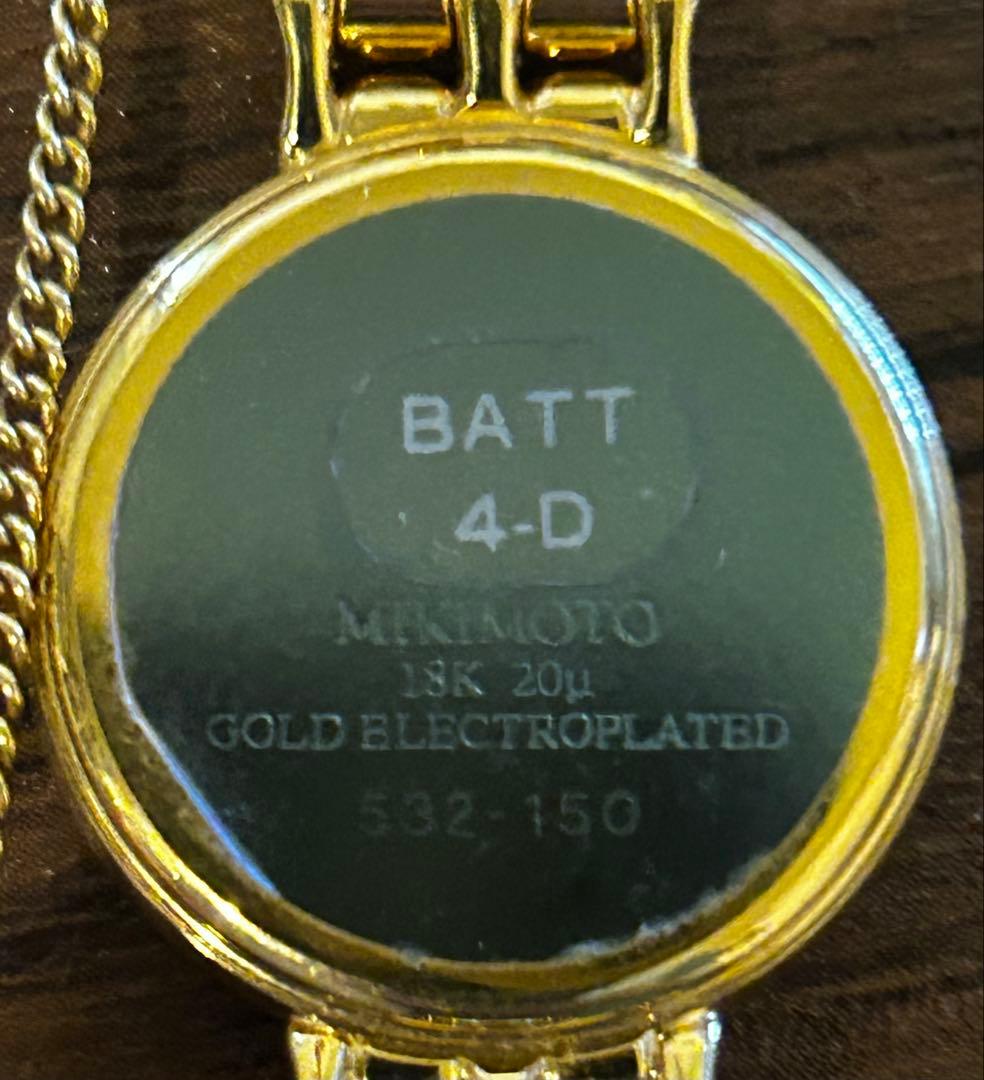 BATT
4-D
MIKIMOTO
18K 20µ
GOLD ELECTROPLATED
532-150